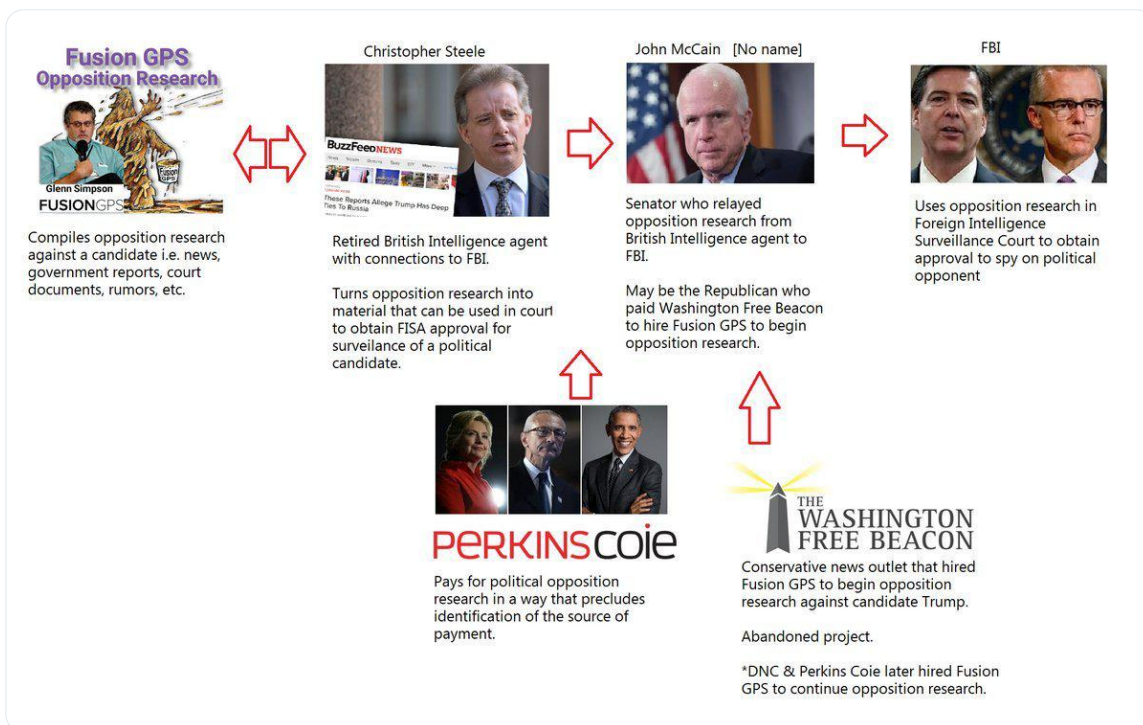 Fusion GPS
Opposition Research
Fusion
GPS
Glenn Simpson
FUSIONGPS
Compiles opposition research
against a candidate i.e. news,
government reports, court
documents, rumors, etc.
Christopher Steele
BuzzFeedNEWS
These Reports Allege Trump Has Deep
Ties To Russia
Retired British Intelligence agent
with connections to FBI.
Turns opposition research into
material that can be used in court
to obtain FISA approval for
surveilance of a political
candidate.
John McCain [No name]
Senator who relayed
opposition research from
British Intelligence agent to
FBI.
May be the Republican who
paid Washington Free Beacon
to hire Fusion GPS to begin
opposition research.
FBI
Uses opposition research in
Foreign Intelligence
Surveillance Court to obtain
approval to spy on political
opponent
PERKINSCOIE
Pays for political opposition
research in a way that precludes
identification of the source of
payment.
THE
WASHINGTON
FREE BEACON
Conservative news outlet that hired
Fusion GPS to begin opposition
research against candidate Trump.
Abandoned project.
*DNC & Perkins Coie later hired Fusion
GPS to continue opposition research.